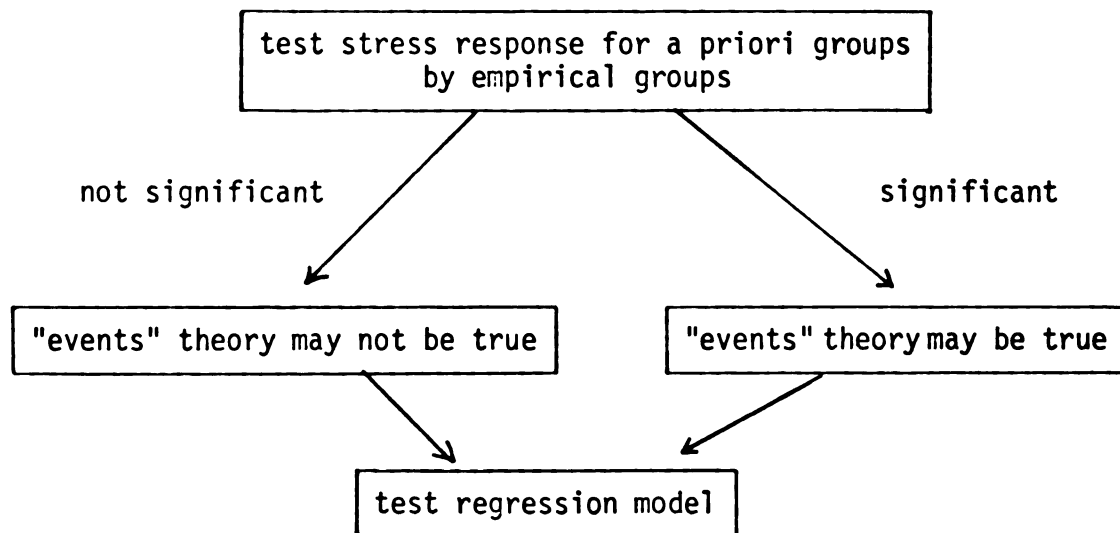 test stress response for a priori groups
by empirical groups
not significant
significant
"events" theory may not be true
"events" theory may be true
test regression model